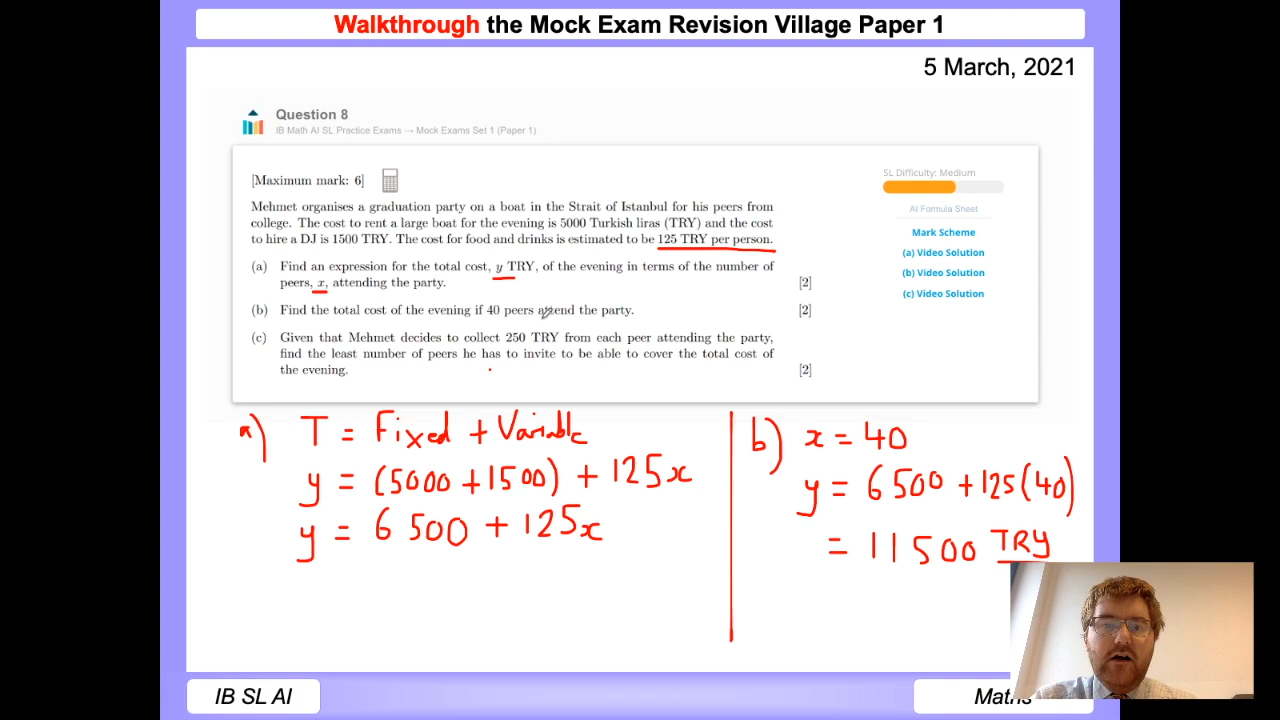 Walkthrough the Mock Exam Revision Village Paper 1
5 March, 2021
Question 8
IB Math AI SL Practice Exams → Mock Exams Set 1 (Paper 1)
[Maximum mark: 6]
SL Difficulty: Medium
AI Formula Sheet
Mark Scheme
(a) Video Solution
(b) Video Solution
(c) Video Solution
Mehmet organises a graduation party on a boat in the Strait of Istanbul for his peers from
college. The cost to rent a large boat for the evening is 5000 Turkish liras (TRY) and the cost
to hire a DJ is 1500 TRY. The cost for food and drinks is estimated to be 125 TRY per person.
(a) Find an expression for the total cost, y TRY, of the evening in terms of the number of
peers, x, attending the party. [2]
(b) Find the total cost of the evening if 40 peers attend the party. [2]
(c) Given that Mehmet decides to collect 250 TRY from each peer attending the party,
find the least number of peers he has to invite to be able to cover the total cost of
the evening. [2]
a) T = Fixed + Variable
y = (5000 + 1500) + 125x
y = 6 500 + 125x
b) x = 40
y = 6 500 + 125(40)
= 11 500 TRY
IB SL AI
Maths